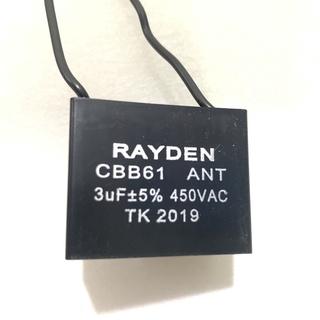 RAYDEN
CBB61 ANT
3uF±5% 450VAC
TK 2019